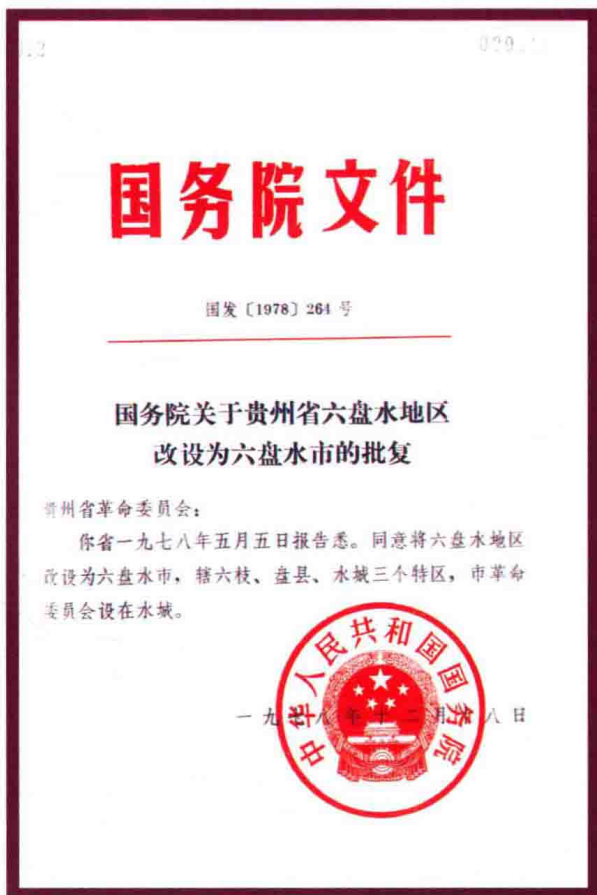 国务院文件
国发〔1978〕264 号
国务院关于贵州省六盘水地区
改设为六盘水市的批复
贵州省革命委员会：
你省一九七八年五月五日报告悉。同意将六盘水地区
改设为六盘水市，辖六枝、盘县、水城三个特区，市革命
委员会设在水城。
中华人民共和国国务院
一九七八年十二月十八日